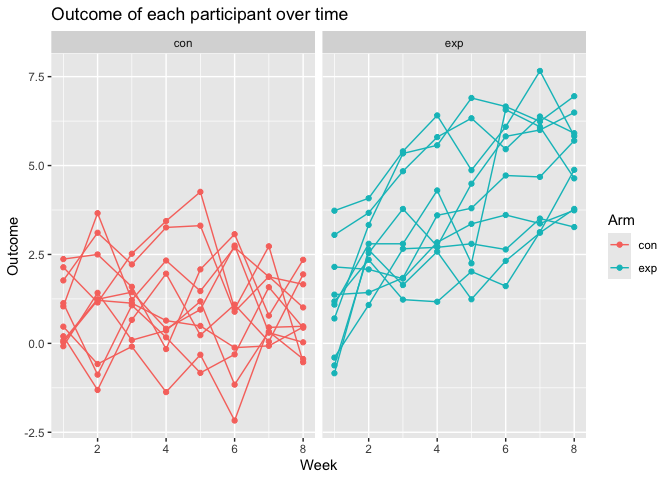 Outcome of each participant over time
con exp
7.5
5.0
2.5
0.0
-2.5
Outcome
2 4 6 8 2 4 6 8
Week
Arm
con
exp